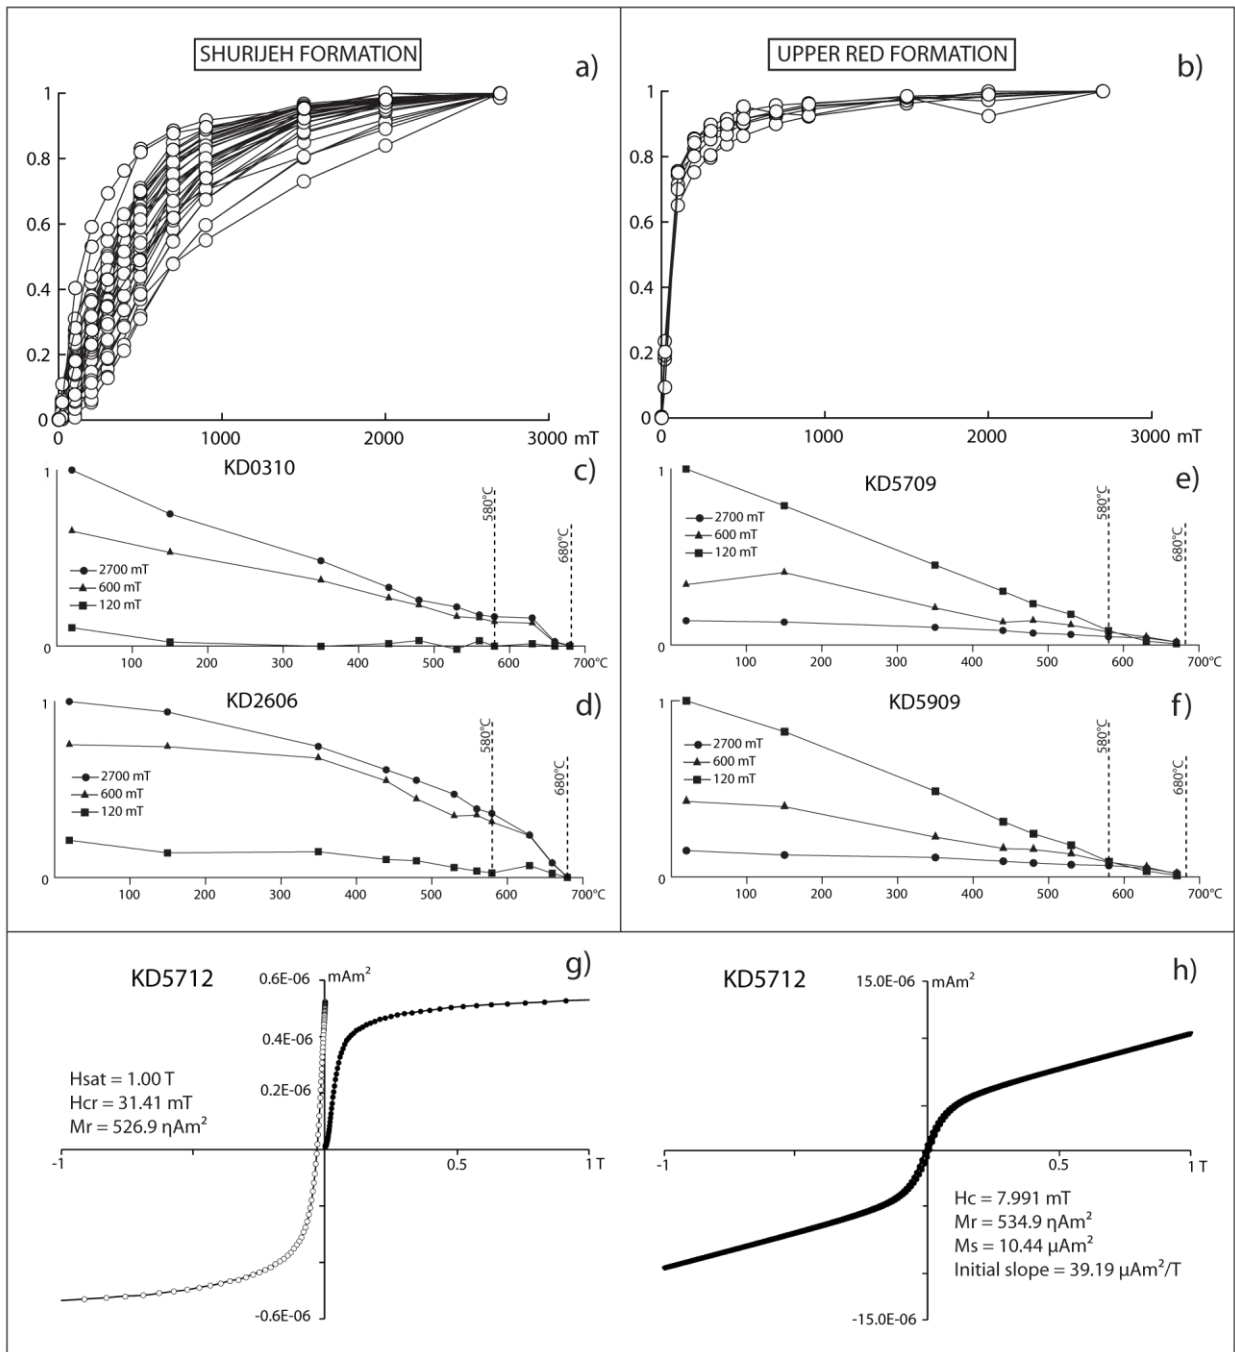 SHURIJEH FORMATION
a)
1
0.8
0.6
0.4
0.2
0
0
1000
2000
3000 mT
UPPER RED FORMATION
b)
1
0.8
0.6
0.4
0.2
0
0
1000
2000
3000
mT
KD0310
c)
1
580°C
680°C
2700 mT
600 mT
120 mT
0
100
200
300
400
500
600
700°C
KD5709
e)
1
580°C
680°C
2700 mT
600 mT
120 mT
0
100
200
300
400
500
600
700°C
KD2606
d)
1
580°C
680°C
2700 mT
600 mT
120 mT
0
100
200
300
400
500
600
700°C
KD5909
f)
1
580°C
680°C
2700 mT
600 mT
120 mT
0
100
200
300
400
500
600
700°C
KD5712
g)
0.6E-06
mAm²
0.4E-06
0.2E-06
Hsat = 1.00 T
Hcr = 31.41 mT
Mr = 526.9 ηAm²
-1
0.5
1 T
-0.6E-06
KD5712
h)
15.0E-06
mAm²
-1
0.5
1 T
Hc = 7.991 mT
Mr = 534.9 ηAm²
Ms = 10.44 μAm²
Initial slope = 39.19 μAm²/T
-15.0E-06